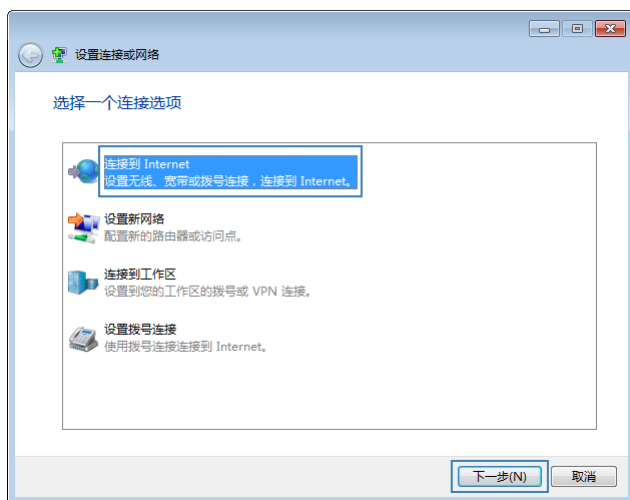 设置连接或网络
选择一个连接选项
连接到 Internet
设置无线、宽带或拨号连接，连接到 Internet。
设置新网络
配置新的路由器或访问点。
连接到工作区
设置到您的工作区的拨号或 VPN 连接。
设置拨号连接
使用拨号连接连接到 Internet。
下一步(N)
取消